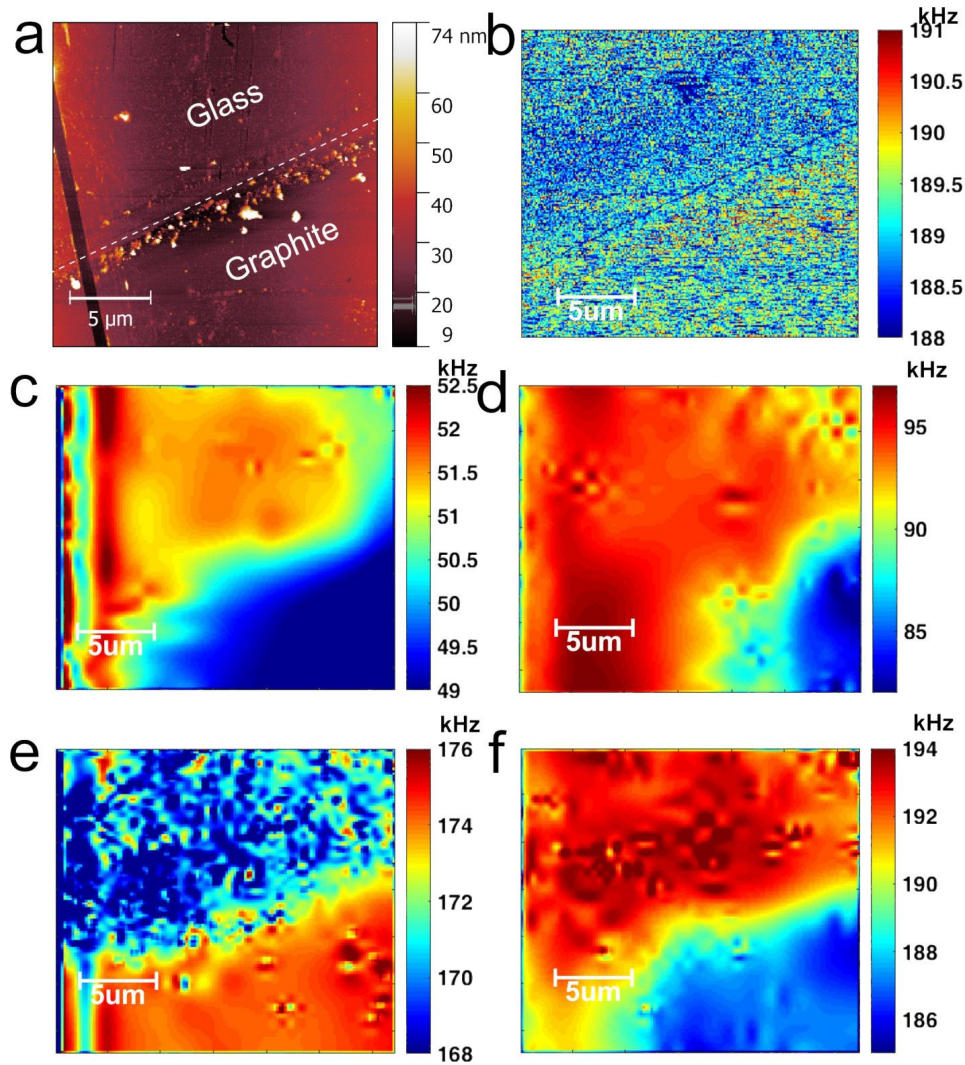 a
74 nm
60
50
40
30
20
9
Glass
Graphite
5 µm
b
kHz
191
190.5
190
189.5
189
188.5
188
5um
c
kHz
52.5
52
51.5
51
50.5
50
49.5
49
5um
d
kHz
95
90
85
5um
e
kHz
176
174
172
170
168
5um
f
kHz
194
192
190
188
186
5um